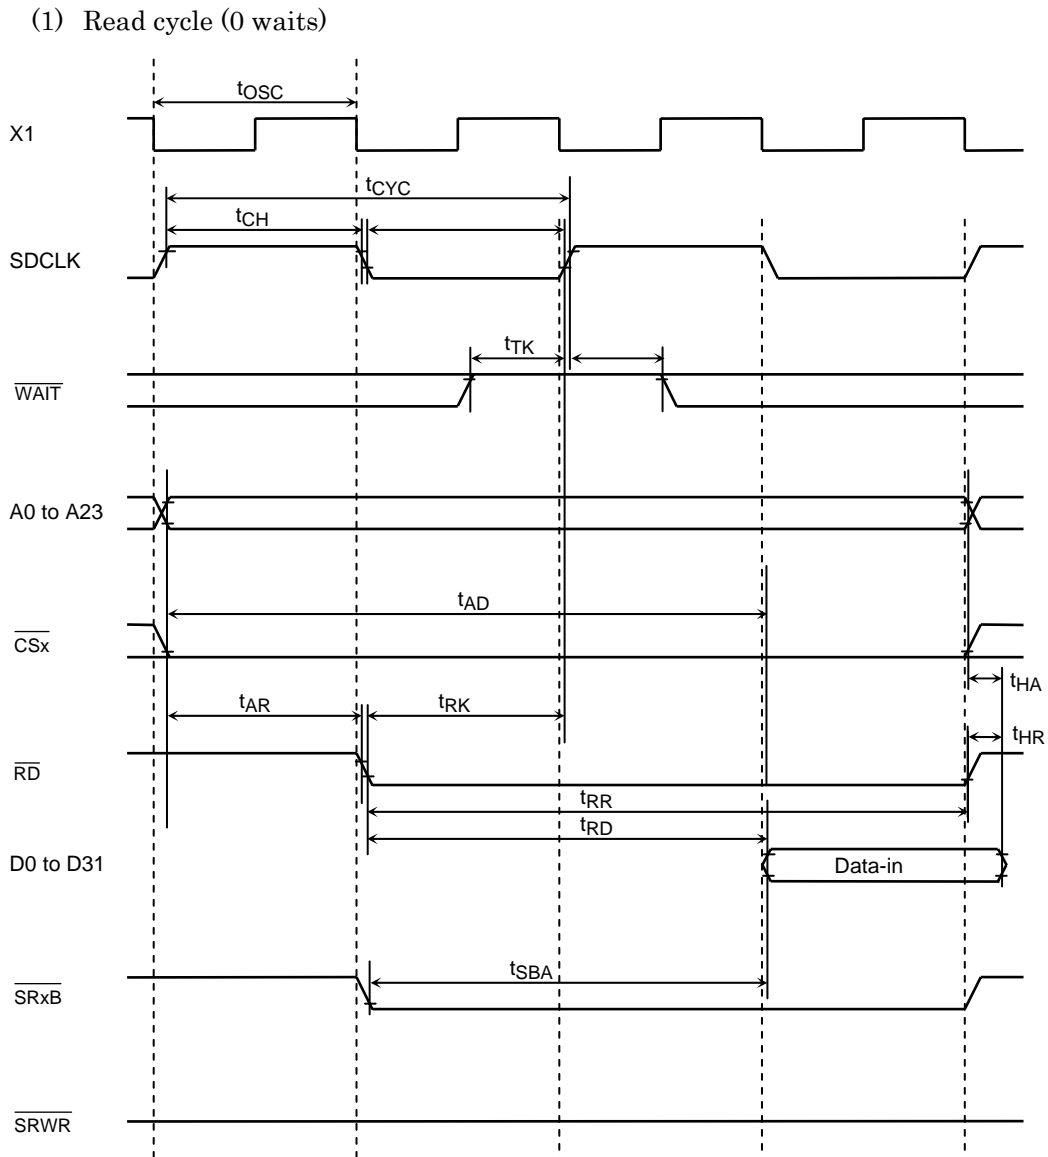 (1) Read cycle (0 waits)
tOSC
X1
tCYC
tCH
SDCLK
tTK
WAIT
A0 to A23
tAD
CSx
tHA
tAR
tRK
tHR
RD
tRR
tRD
D0 to D31
Data-in
tSBA
SRxB
SRWR